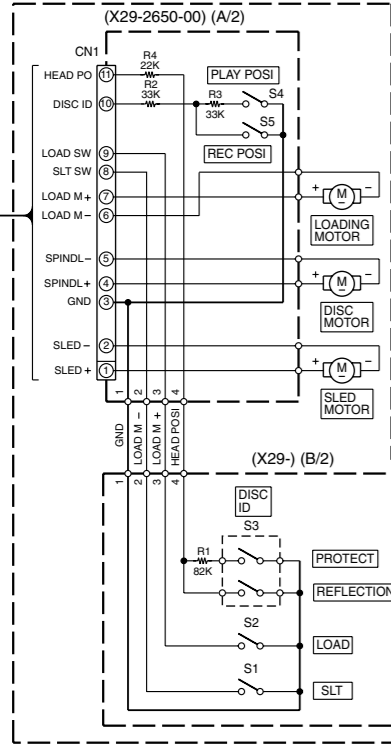 (X29-2650-00) (A/2)
CN1
HEAD PO 11 R4 22K PLAY POSI S4
DISC ID 10 R2 33K R3 33K
S5
REC POSI
LOAD SW 9
SLT SW 8
LOAD M+ 7 + M -
LOAD M- 6
LOADING MOTOR
SPINDL- 5
SPINDL+ 4 + M -
GND 3
DISC MOTOR
SLED- 2
SLED+ 1 + M -
SLED MOTOR
1 2 3 4
GND
LOAD M -
LOAD M +
HEAD POSI
1 2 3 4
(X29-) (B/2)
DISC ID
S3
R1 82K PROTECT
REFLECTION
S2
LOAD
S1
SLT